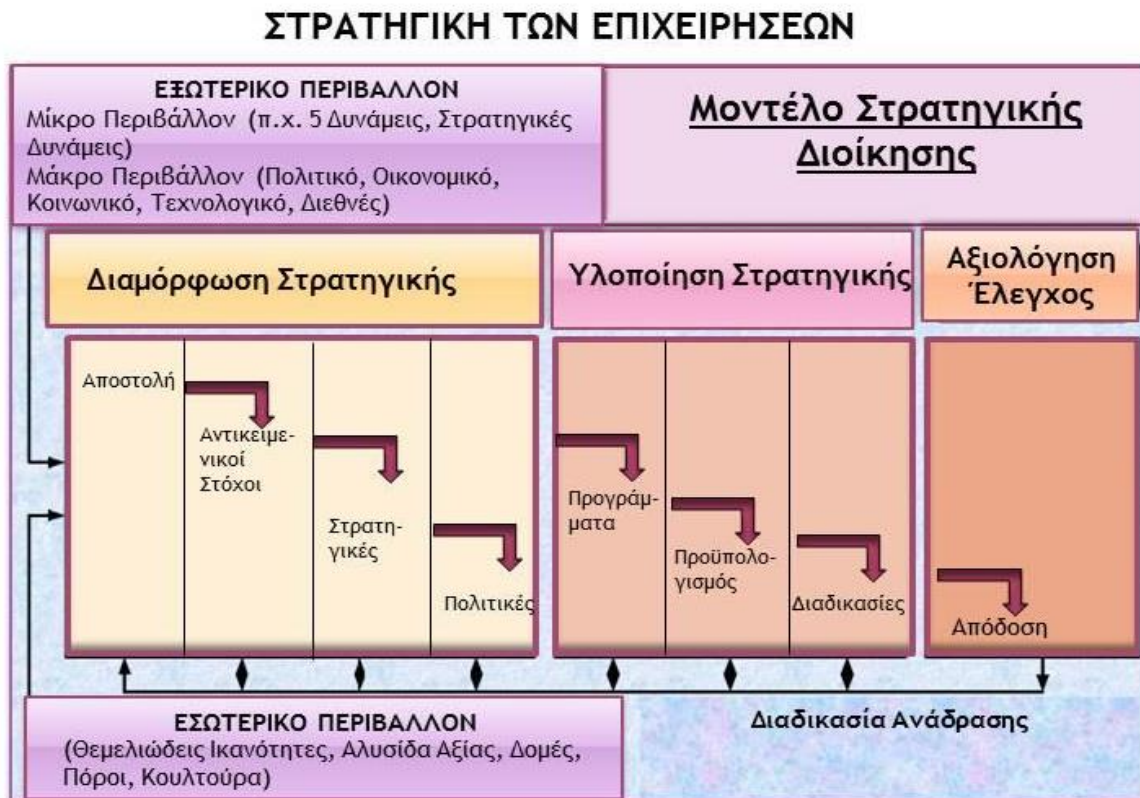 ΣΤΡΑΤΗΓΙΚΗ ΤΩΝ ΕΠΙΧΕΙΡΗΣΕΩΝ
ΕΞΩΤΕΡΙΚΟ ΠΕΡΙΒΑΛΛΟΝ
Μίκρο Περιβάλλον (π.χ. 5 Δυνάμεις, Στρατηγικές
Δυνάμεις)
Μάκρο Περιβάλλον (Πολιτικό, Οικονομικό,
Κοινωνικό, Τεχνολογικό, Διεθνές)
Μοντέλο Στρατηγικής
Διοίκησης
Διαμόρφωση Στρατηγικής
Υλοποίηση Στρατηγικής
Αξιολόγηση
Έλεγχος
Αποστολή
Αντικειμε-
νικοί
Στόχοι
Στρατη-
γικές
Πολιτικές
Προγράμ-
ματα
Προϋπολο-
γισμός
Διαδικασίες
Απόδοση
ΕΣΩΤΕΡΙΚΟ ΠΕΡΙΒΑΛΛΟΝ
(Θεμελιώδεις Ικανότητες, Αλυσίδα Αξίας, Δομές,
Πόροι, Κουλτούρα)
Διαδικασία Ανάδρασης